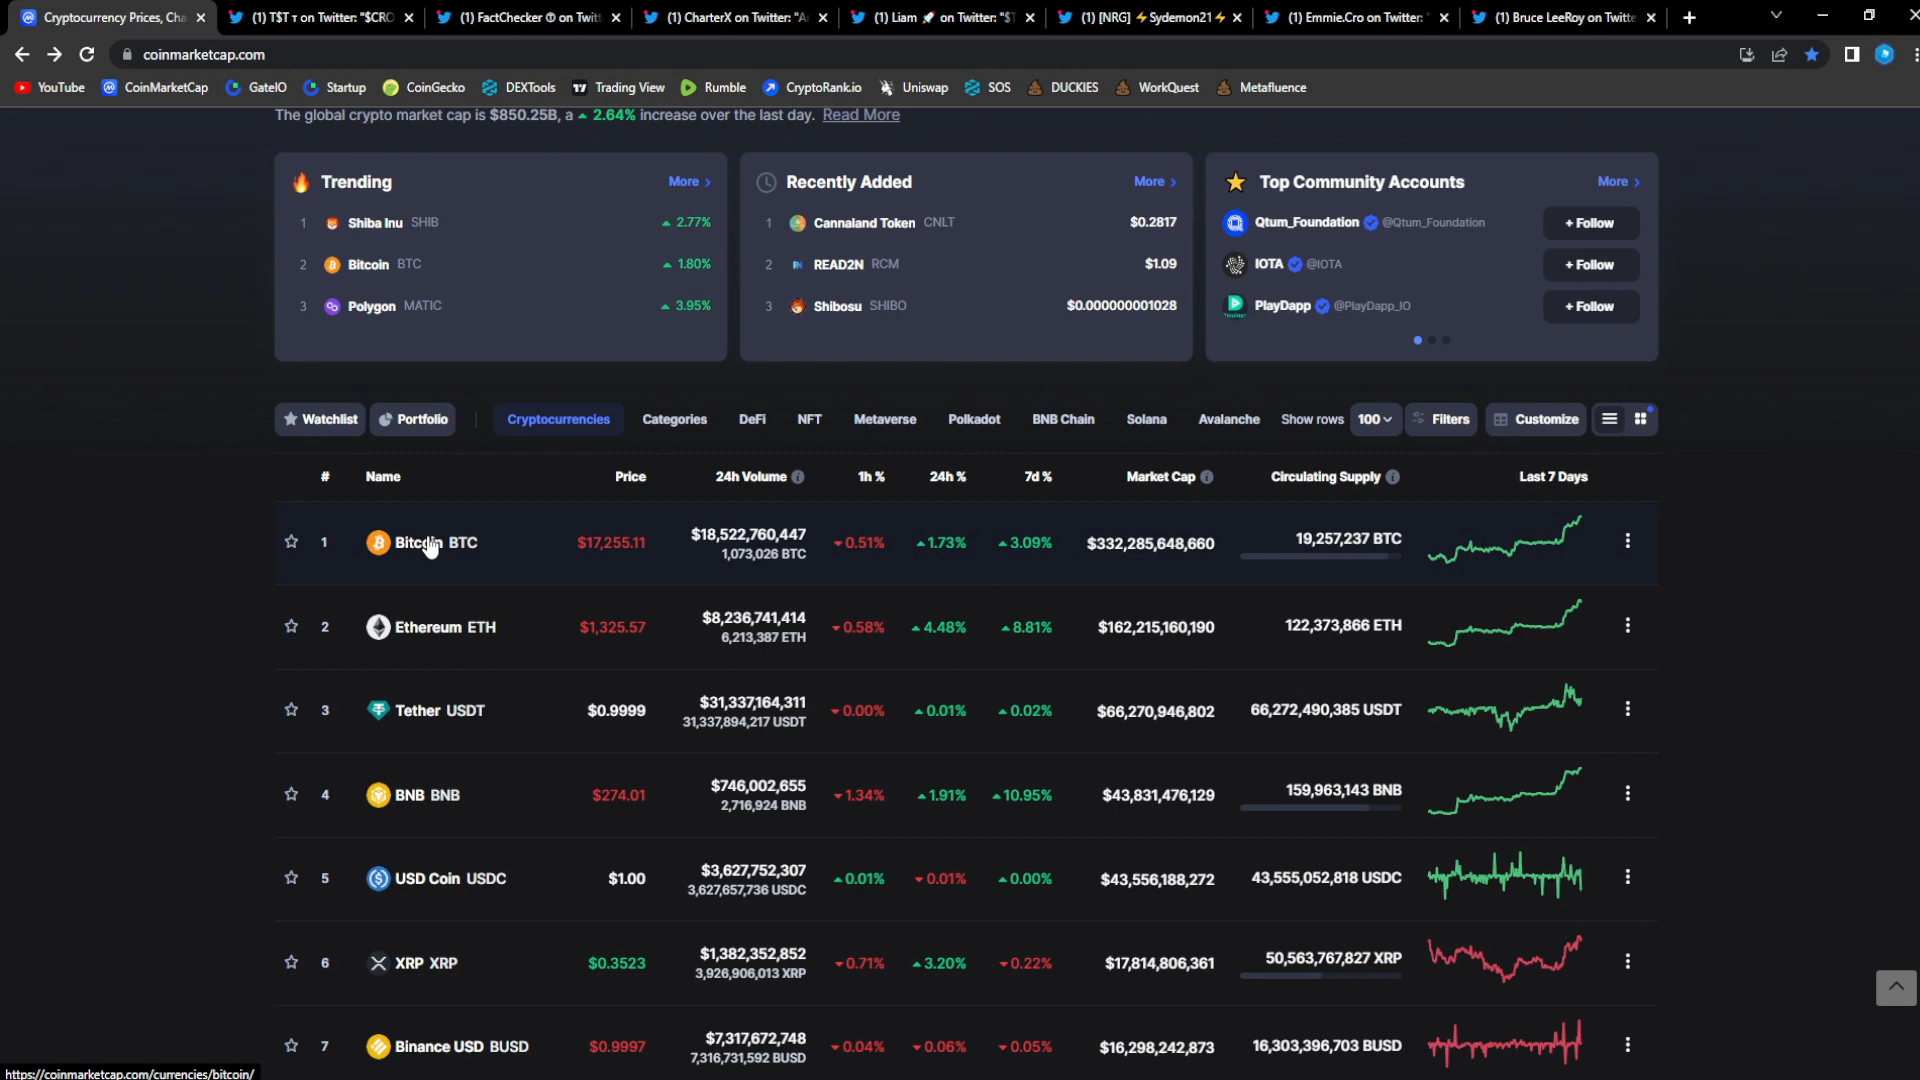 Cryptocurrency Prices, Cha
(1) T$T т on Twitter: "$CRO
(1) FactChecker on Twitt
(1) CharterX on Twitter: "A
(1) Liam 🚀 on Twitter: "$T
(1) [NRG] ⚡Sydemon21⚡
(1) Emmie.Cro on Twitter: "
(1) Bruce LeeRoy on Twitte
coinmarketcap.com
YouTube CoinMarketCap GateIO Startup CoinGecko DEXTools Trading View Rumble CryptoRank.io Uniswap SOS DUCKIES WorkQuest Metafluence
The global crypto market cap is $850.25B, a ▲ 2.64% increase over the last day. Read More
Trending More >
1 Shiba Inu SHIB ▲ 2.77%
2 Bitcoin BTC ▲ 1.80%
3 Polygon MATIC ▲ 3.95%
Recently Added More >
1 Cannaland Token CNLT $0.2817
2 READ2N RCM $1.09
3 Shibosu SHIBO $0.000000001028
Top Community Accounts More >
Qtum_Foundation @Qtum_Foundation + Follow
IOTA @IOTA + Follow
PlayDapp @PlayDapp_IO + Follow
Watchlist Portfolio Cryptocurrencies Categories DeFi NFT Metaverse Polkadot BNB Chain Solana Avalanche Show rows 100 Filters Customize
# Name Price 24h Volume 1h % 24h % 7d % Market Cap Circulating Supply Last 7 Days
1 Bitcoin BTC $17,255.11 $18,522,760,447 ▼0.51% ▲1.73% ▲3.09% $332,285,648,660 19,257,237 BTC
1,073,026 BTC
2 Ethereum ETH $1,325.57 $8,236,741,414 ▼0.58% ▲4.48% ▲8.81% $162,215,160,190 122,373,866 ETH
6,213,387 ETH
3 Tether USDT $0.9999 $31,337,164,311 ▼0.00% ▲0.01% ▲0.02% $66,270,946,802 66,272,490,385 USDT
31,337,894,217 USDT
4 BNB BNB $274.01 $746,002,655 ▼1.34% ▲1.91% ▲10.95% $43,831,476,129 159,963,143 BNB
2,716,924 BNB
5 USD Coin USDC $1.00 $3,627,752,307 ▲0.01% ▼0.01% ▲0.00% $43,556,188,272 43,555,052,818 USDC
3,627,657,736 USDC
6 XRP XRP $0.3523 $1,382,352,852 ▼0.71% ▲3.20% ▼0.22% $17,814,806,361 50,563,767,827 XRP
3,926,906,013 XRP
7 Binance USD BUSD $0.9997 $7,317,672,748 ▼0.04% ▼0.06% ▼0.05% $16,298,242,873 16,303,396,703 BUSD
7,316,731,592 BUSD
https://coinmarketcap.com/currencies/bitcoin/